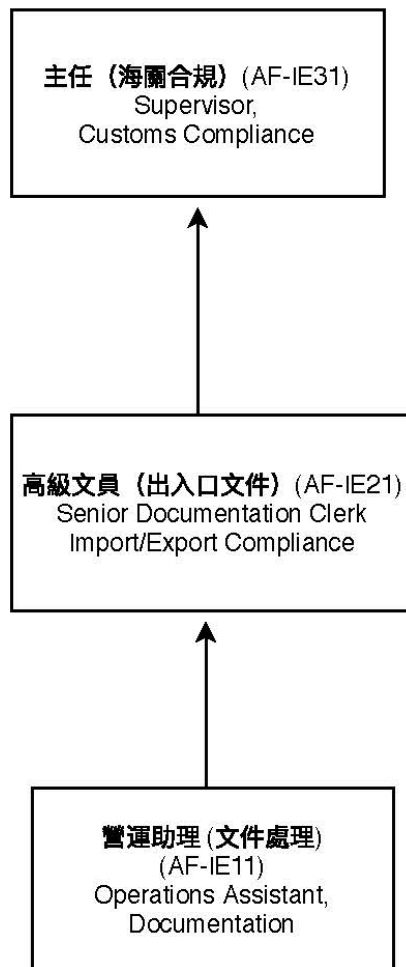 主任（海關合規）(AF-IE31)
Supervisor,
Customs Compliance
高級文員（出入口文件）(AF-IE21)
Senior Documentation Clerk
Import/Export Compliance
營運助理 (文件處理)
(AF-IE11)
Operations Assistant,
Documentation